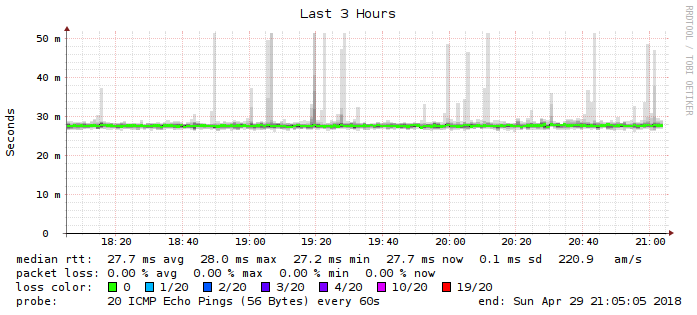 Last 3 Hours
RRDTOOL / TOBI OETIKER
Seconds
50 m
40 m
30 m
20 m
10 m
0
18:20 18:40 19:00 19:20 19:40 20:00 20:20 20:40 21:00
median rtt: 27.7 ms avg 28.0 ms max 27.2 ms min 27.7 ms now 0.1 ms sd 220.9 am/s
packet loss: 0.00 % avg 0.00 % max 0.00 % min 0.00 % now
loss color: 0 1/20 2/20 3/20 4/20 10/20 19/20
probe: 20 ICMP Echo Pings (56 Bytes) every 60s end: Sun Apr 29 21:05:05 2018